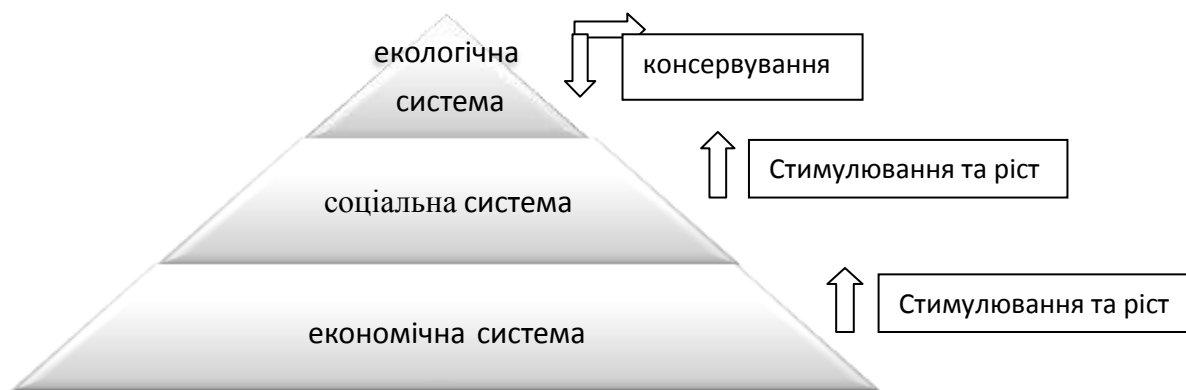 екологічна
система
консервування
Стимулювання та ріст
соціальна система
Стимулювання та ріст
економічна система